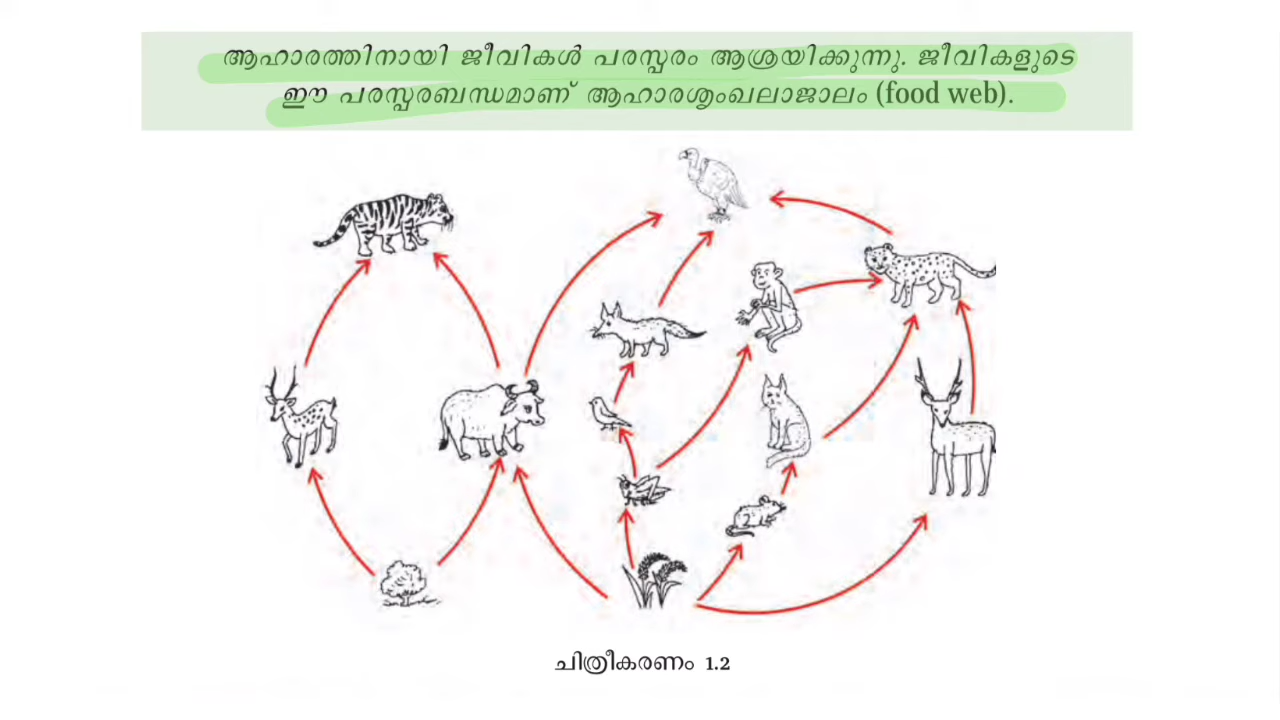 ആഹാരത്തിനായി ജീവികൾ പരസ്പരം ആശ്രയിക്കുന്നു. ജീവികളുടെ
ഈ പരസ്പരബന്ധമാണ് ആഹാരശൃംഖലാജാലം (food web).
ചിത്രീകരണം 1.2